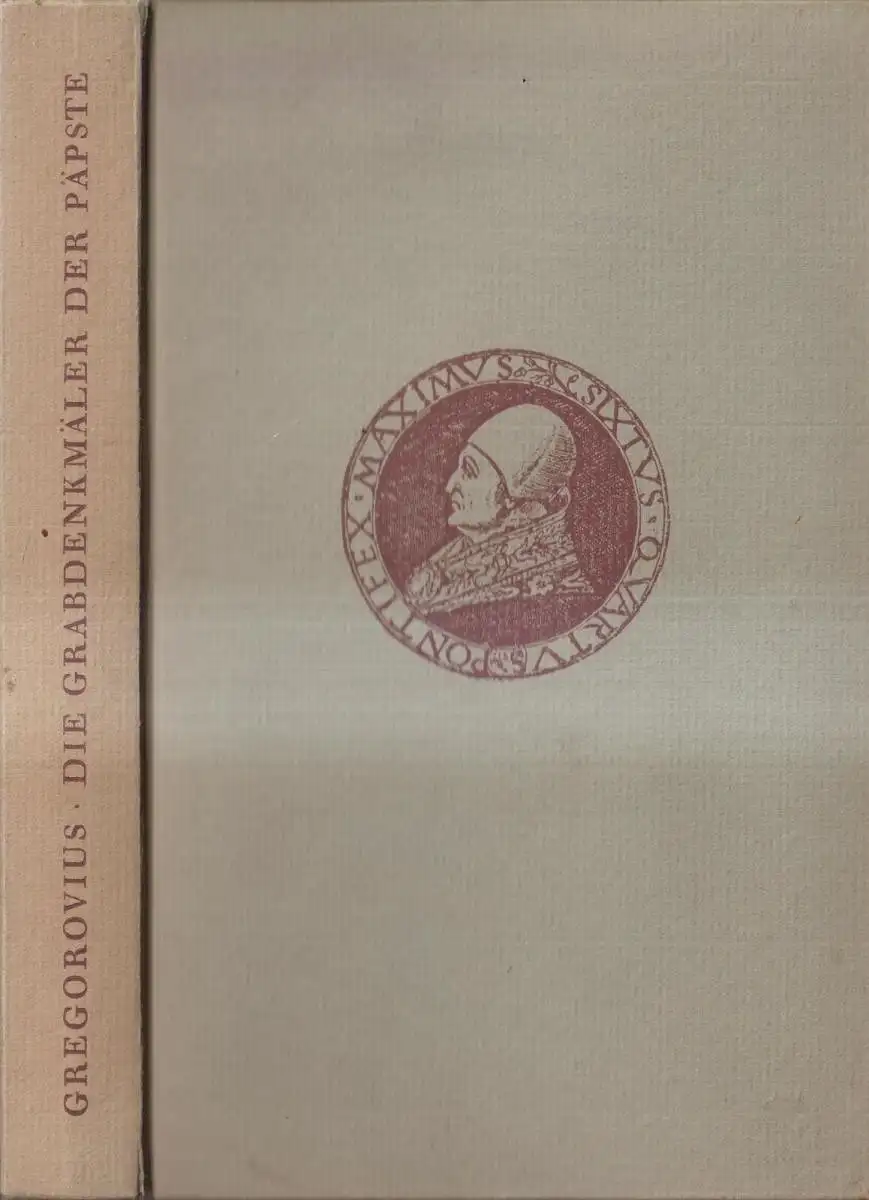 GREGOROVIUS · DIE GRABDENKMÄLER DER PÄPSTE
SIXTVS · QVARTVS · PONTIFEX · MAXIMVS ·